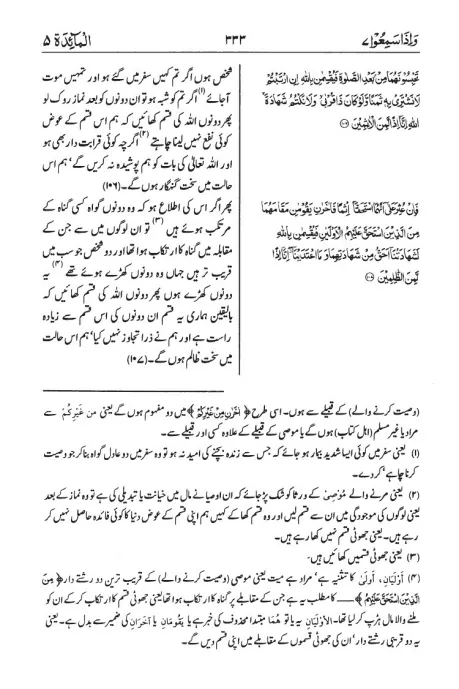 وَاِذَا سَمِعُوا ۷
۳۳۳
الْمَآئِدَة ۵
تَحْبِسُوْنَهُمَا مِنْۢ بَعْدِ الصَّلٰوةِ فَيُقْسِمٰنِ بِاللّٰهِ اِنِ ارْتَبْتُمْ
لَا نَشْتَرِيْ بِهٖ ثَمَنًا وَّلَوْ كَانَ ذَا قُرْبٰى ۙ وَلَا نَكْتُمُ شَهَادَةَ ۙ
اللّٰهِ اِنَّآ اِذًا لَّمِنَ الْاٰثِمِيْنَ
فَاِنْ عُثِرَ عَلٰٓى اَنَّهُمَا اسْتَحَقَّآ اِثْمًا فَاٰخَرٰنِ يَقُوْمٰنِ مَقَامَهُمَا
مِنَ الَّذِيْنَ اسْتَحَقَّ عَلَيْهِمُ الْاَوْلَيٰنِ فَيُقْسِمٰنِ بِاللّٰهِ
لَشَهَادَتُنَآ اَحَقُّ مِنْ شَهَادَتِهِمَا وَمَا اعْتَدَيْنَآ ۖ اِنَّآ اِذًا
لَّمِنَ الظّٰلِمِيْنَ
شخص ہوں اگر تم کہیں سفر میں گئے ہو اور تمہیں موت
آجائے (۱) اگر تم کو شبہ ہو تو ان دونوں کو بعد نماز روک لو
پھر دونوں اللہ کی قسم کھائیں کہ ہم اس قسم کے عوض
کوئی نفع نہیں لینا چاہتے (۲) اگرچہ کوئی قرابت دار بھی ہو
اور اللہ تعالیٰ کی بات کو ہم پوشیدہ نہ کریں گے، ہم اس
حالت میں سخت گنہگار ہوں گے۔ (۱۰۶)
پھر اگر اس کی اطلاع ہو کہ وہ دونوں گواہ کسی گناہ کے
مرتکب ہوئے ہیں (۳) تو ان لوگوں میں سے جن کے
مقابلہ میں گناہ کا ارتکاب ہوا تھا اور دو شخص جو سب میں
قریب تر ہیں جہاں وہ دونوں کھڑے ہوئے تھے (۴) یہ
دونوں کھڑے ہوں پھر دونوں اللہ کی قسم کھائیں کہ
بالیقین ہماری یہ قسم ان دونوں کی اس قسم سے زیادہ
راست ہے اور ہم نے ذرا تجاوز نہیں کیا، ہم اس حالت
میں سخت ظالم ہوں گے۔ (۱۰۷)
(وصیت کرنے والے) کے قبیلے سے ہوں۔ اسی طرح ﴿ اٰخَرٰنِ مِنْ غَيْرِكُمْ ﴾ میں دو مفہوم ہوں گے یعنی مِن غَيْرِكُمْ سے
مراد یا غیر مسلم (اہل کتاب) ہوں گے یا موصی کے قبیلے کے علاوہ کسی اور قبیلے سے۔
(۱) یعنی سفر میں کوئی ایسا شدید بیمار ہو جائے کہ جس سے زندہ بچنے کی امید نہ ہو تو وہ سفر میں دو عادل گواہ بنا کر جو وصیت
کرنا چاہے، کر دے۔
(۲) یعنی مرنے والے مُوْصِيْ کے ورثا کو شک پڑ جائے کہ ان اوصیا نے مال میں خیانت یا تبدیلی کی ہے تو وہ نماز کے بعد
یعنی لوگوں کی موجودگی میں ان سے قسم لیں اور وہ قسم کھا کے کہیں ہم اپنی قسم کے عوض دنیا کا کوئی فائدہ حاصل نہیں کر
رہے ہیں۔ یعنی جھوٹی قسم نہیں کھا رہے ہیں۔
(۳) یعنی جھوٹی قسمیں کھائیں ہیں۔
(۴) اَوْلَيَانِ، اَوْلٰى کا تثنیہ ہے، مراد ہے میت یعنی موصی (وصیت کرنے والے) کے قریب ترین دو رشتے دار ﴿ مِنَ
الَّذِيْنَ اسْتَحَقَّ عَلَيْهِمُ ﴾ کا مطلب یہ ہے جن کے مقابلے پر گناہ کا ارتکاب ہوا تھا یعنی جھوٹی قسم کا ارتکاب کر کے ان کو
ملنے والا مال ہڑپ کر لیا تھا۔ الاَوْلَيَانِ یہ یا تو هُمَا مبتدا محذوف کی خبر ہے یا يَقُوْمَانِ یا آخَرَانِ کی ضمیر سے بدل ہے۔ یعنی
یہ دو قریبی رشتے دار، ان کی جھوٹی قسموں کے مقابلے میں اپنی قسم دیں گے۔